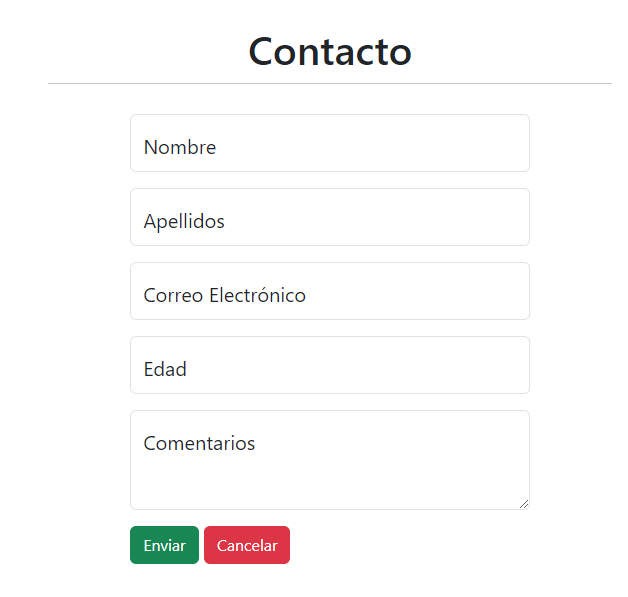 Contacto
Nombre
Apellidos
Correo Electrónico
Edad
Comentarios
Enviar Cancelar